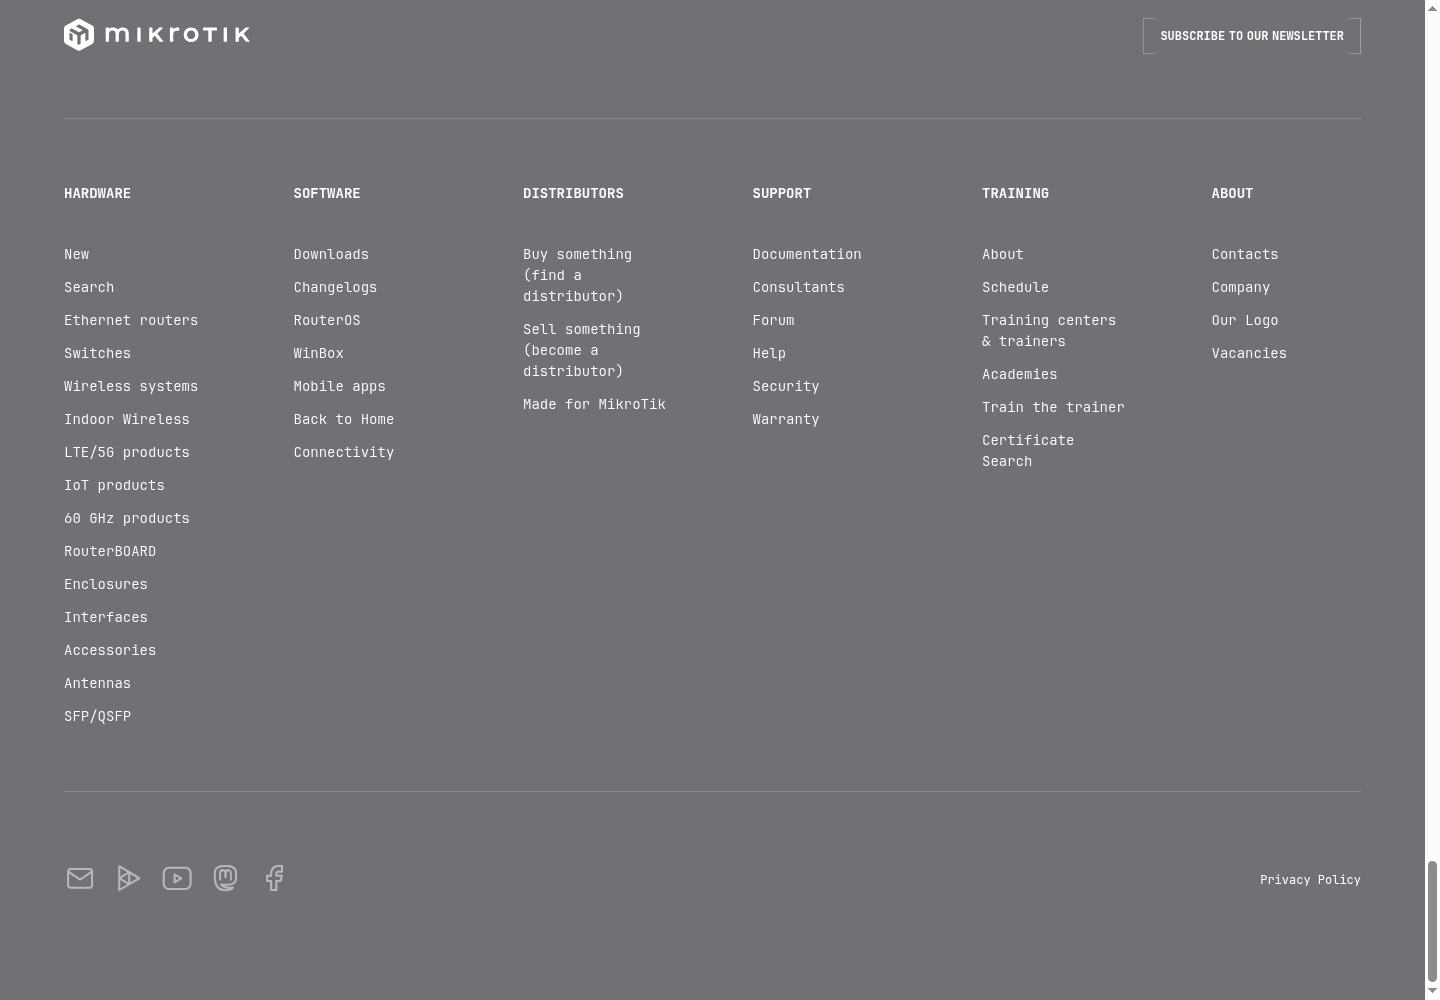 mikrotik
SUBSCRIBE TO OUR NEWSLETTER
HARDWARE
New
Search
Ethernet routers
Switches
Wireless systems
Indoor Wireless
LTE/5G products
IoT products
60 GHz products
RouterBOARD
Enclosures
Interfaces
Accessories
Antennas
SFP/QSFP
SOFTWARE
Downloads
Changelogs
RouterOS
WinBox
Mobile apps
Back to Home
Connectivity
DISTRIBUTORS
Buy something
(find a
distributor)
Sell something
(become a
distributor)
Made for MikroTik
SUPPORT
Documentation
Consultants
Forum
Help
Security
Warranty
TRAINING
About
Schedule
Training centers
& trainers
Academies
Train the trainer
Certificate
Search
ABOUT
Contacts
Company
Our Logo
Vacancies
Privacy Policy